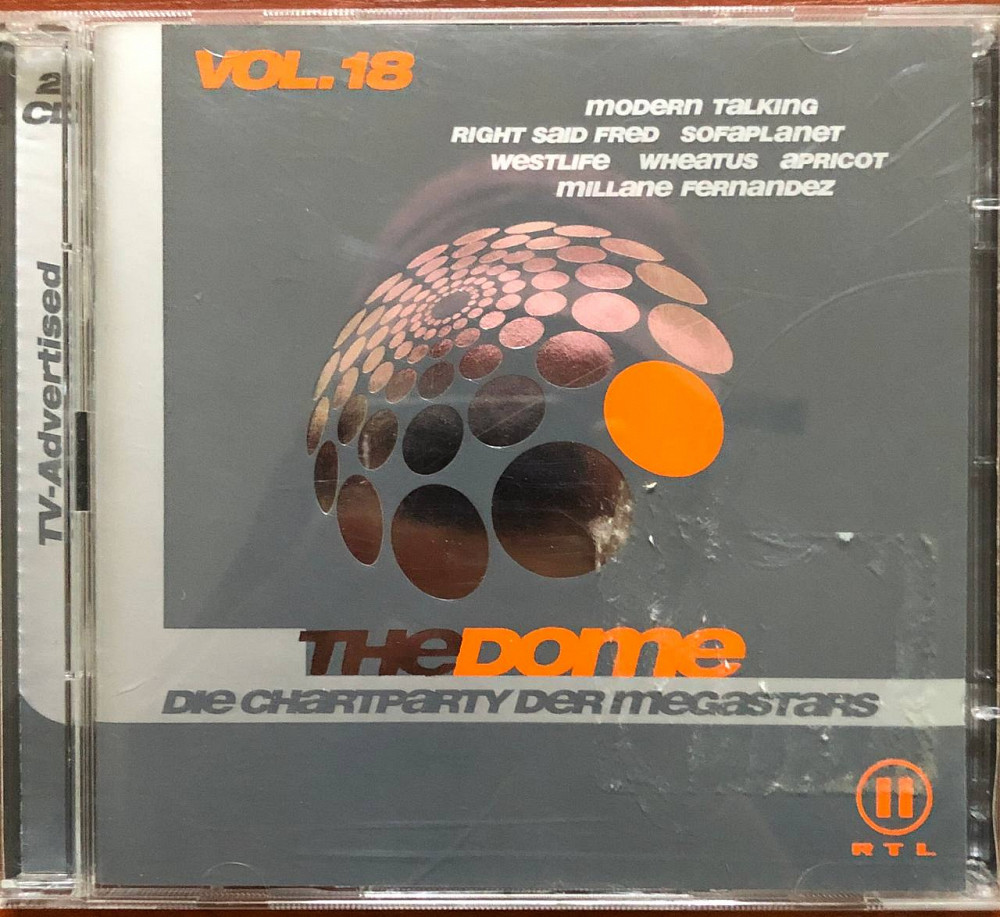 2
CD
TV-Advertised
VOL. 18
MODERN TALKING
RIGHT SAID FRED SOFAPLANET
WESTLIFE WHEATUS APRICOT
MILLANE FERNANDEZ
THE DOME
DIE CHARTPARTY DER MEGASTARS
II
RTL